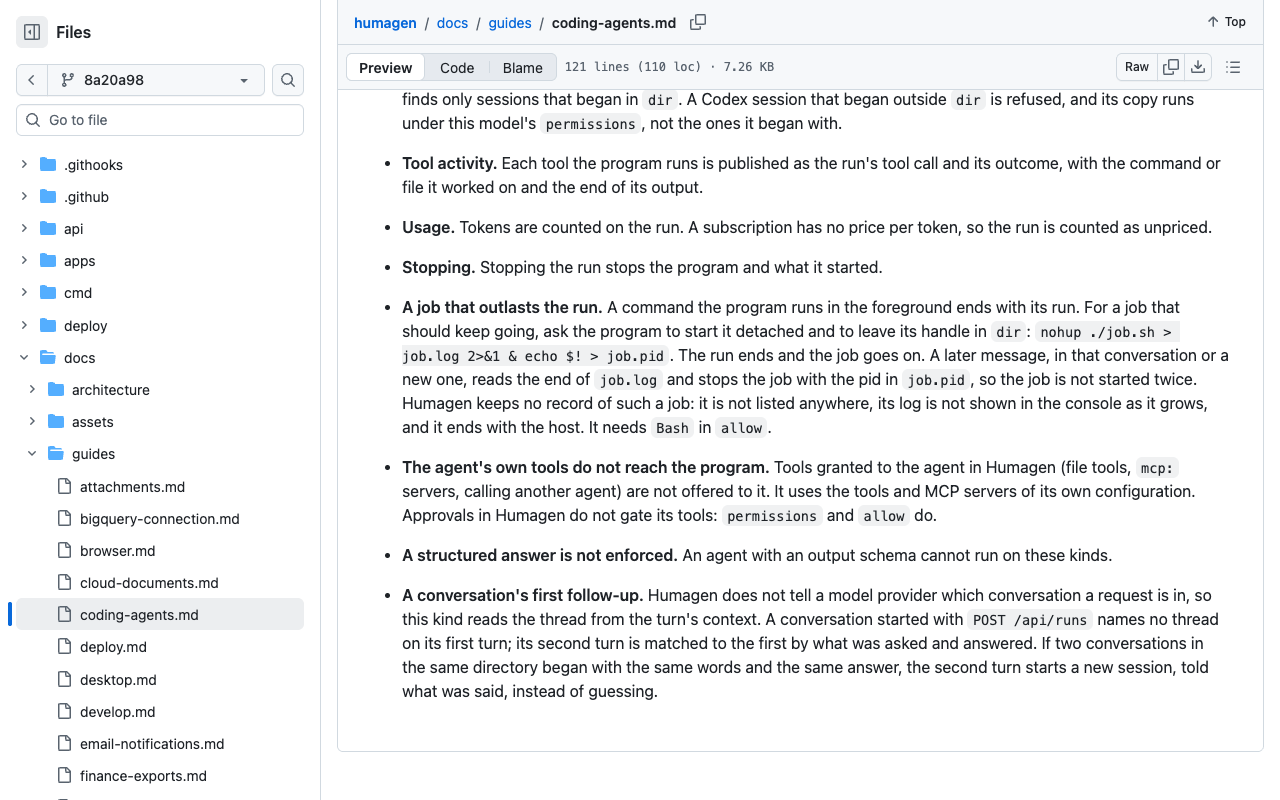 Files
8a20a98
Go to file
.githooks
.github
api
apps
cmd
deploy
docs
architecture
assets
guides
attachments.md
bigquery-connection.md
browser.md
cloud-documents.md
coding-agents.md
deploy.md
desktop.md
develop.md
email-notifications.md
finance-exports.md
humagen / docs / guides / coding-agents.md
Top
Preview Code Blame 121 lines (110 loc) · 7.26 KB
Raw
finds only sessions that began in dir. A Codex session that began outside dir is refused, and its copy runs
under this model's permissions, not the ones it began with.
• Tool activity. Each tool the program runs is published as the run's tool call and its outcome, with the command or
file it worked on and the end of its output.
• Usage. Tokens are counted on the run. A subscription has no price per token, so the run is counted as unpriced.
• Stopping. Stopping the run stops the program and what it started.
• A job that outlasts the run. A command the program runs in the foreground ends with its run. For a job that
should keep going, ask the program to start it detached and to leave its handle in dir: nohup ./job.sh >
job.log 2>&1 & echo $! > job.pid. The run ends and the job goes on. A later message, in that conversation or a
new one, reads the end of job.log and stops the job with the pid in job.pid, so the job is not started twice.
Humagen keeps no record of such a job: it is not listed anywhere, its log is not shown in the console as it grows,
and it ends with the host. It needs Bash in allow.
• The agent's own tools do not reach the program. Tools granted to the agent in Humagen (file tools, mcp:
servers, calling another agent) are not offered to it. It uses the tools and MCP servers of its own configuration.
Approvals in Humagen do not gate its tools: permissions and allow do.
• A structured answer is not enforced. An agent with an output schema cannot run on these kinds.
• A conversation's first follow-up. Humagen does not tell a model provider which conversation a request is in, so
this kind reads the thread from the turn's context. A conversation started with POST /api/runs names no thread
on its first turn; its second turn is matched to the first by what was asked and answered. If two conversations in
the same directory began with the same words and the same answer, the second turn starts a new session, told
what was said, instead of guessing.